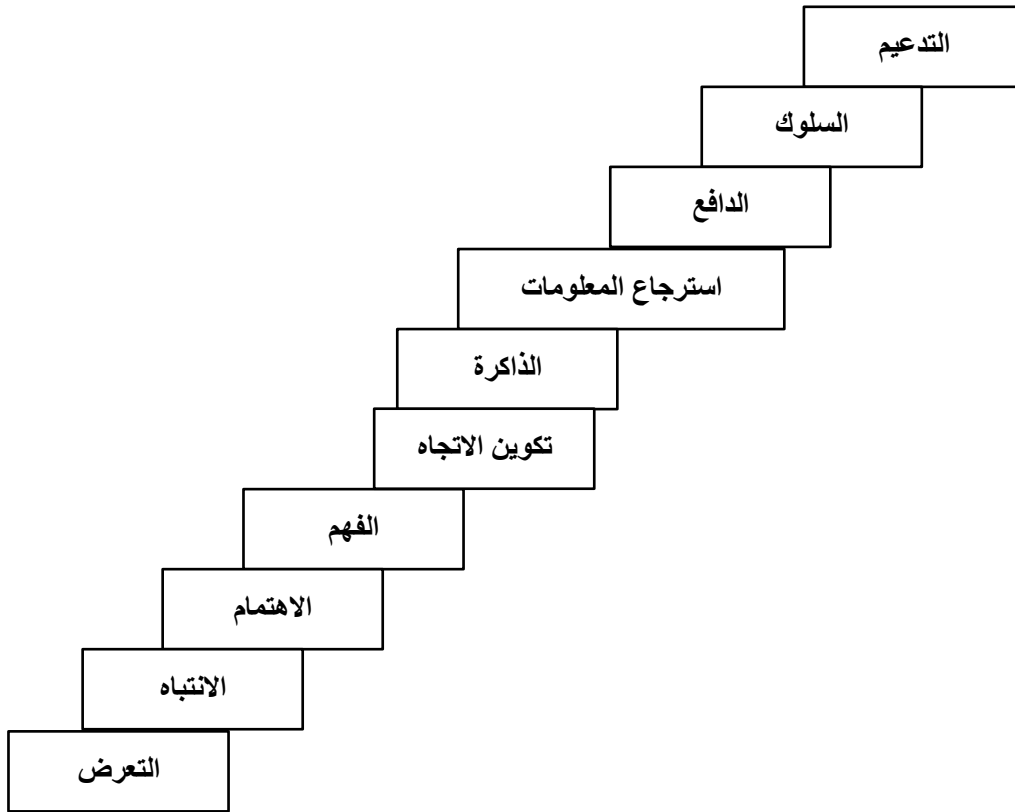 التدعيم
السلوك
الدافع
استرجاع المعلومات
الذاكرة
تكوين الاتجاه
الفهم
الاهتمام
الانتباه
التعرض